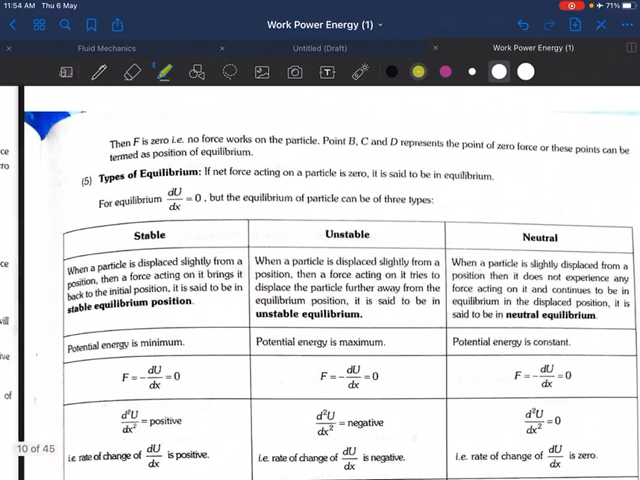 11:54 AM Thu 6 May
71%
Work Power Energy (1)
Fluid Mechanics
Untitled (Draft)
Work Power Energy (1)
ce
ro
Then F is zero i.e. no force works on the particle. Point B, C and D represents the point of zero force or these points can be
termed as position of equilibrium.
(5) Types of Equilibrium: If net force acting on a particle is zero, it is said to be in equilibrium.
For equilibrium dU/dx = 0, but the equilibrium of particle can be of three types:
Stable
Unstable
Neutral
When a particle is displaced slightly from a
position, then a force acting on it brings it
back to the initial position, it is said to be in
stable equilibrium position.
When a particle is displaced slightly from a
position, then a force acting on it tries to
displace the particle further away from the
equilibrium position, it is said to be in
unstable equilibrium.
When a particle is slightly displaced from a
position then it does not experience any
force acting on it and continues to be in
equilibrium in the displaced position, it is
said to be in neutral equilibrium.
ce
vill
ive
of
Potential energy is minimum.
Potential energy is maximum.
Potential energy is constant.
F = -dU/dx = 0
F = -dU/dx = 0
F = -dU/dx = 0
d²U/dx² = positive
d²U/dx² = negative
d²U/dx² = 0
i.e rate of change of dU/dx is positive.
i.e. rate of change of dU/dx is negative.
i.e. rate of change of dU/dx is zero.
10 of 45